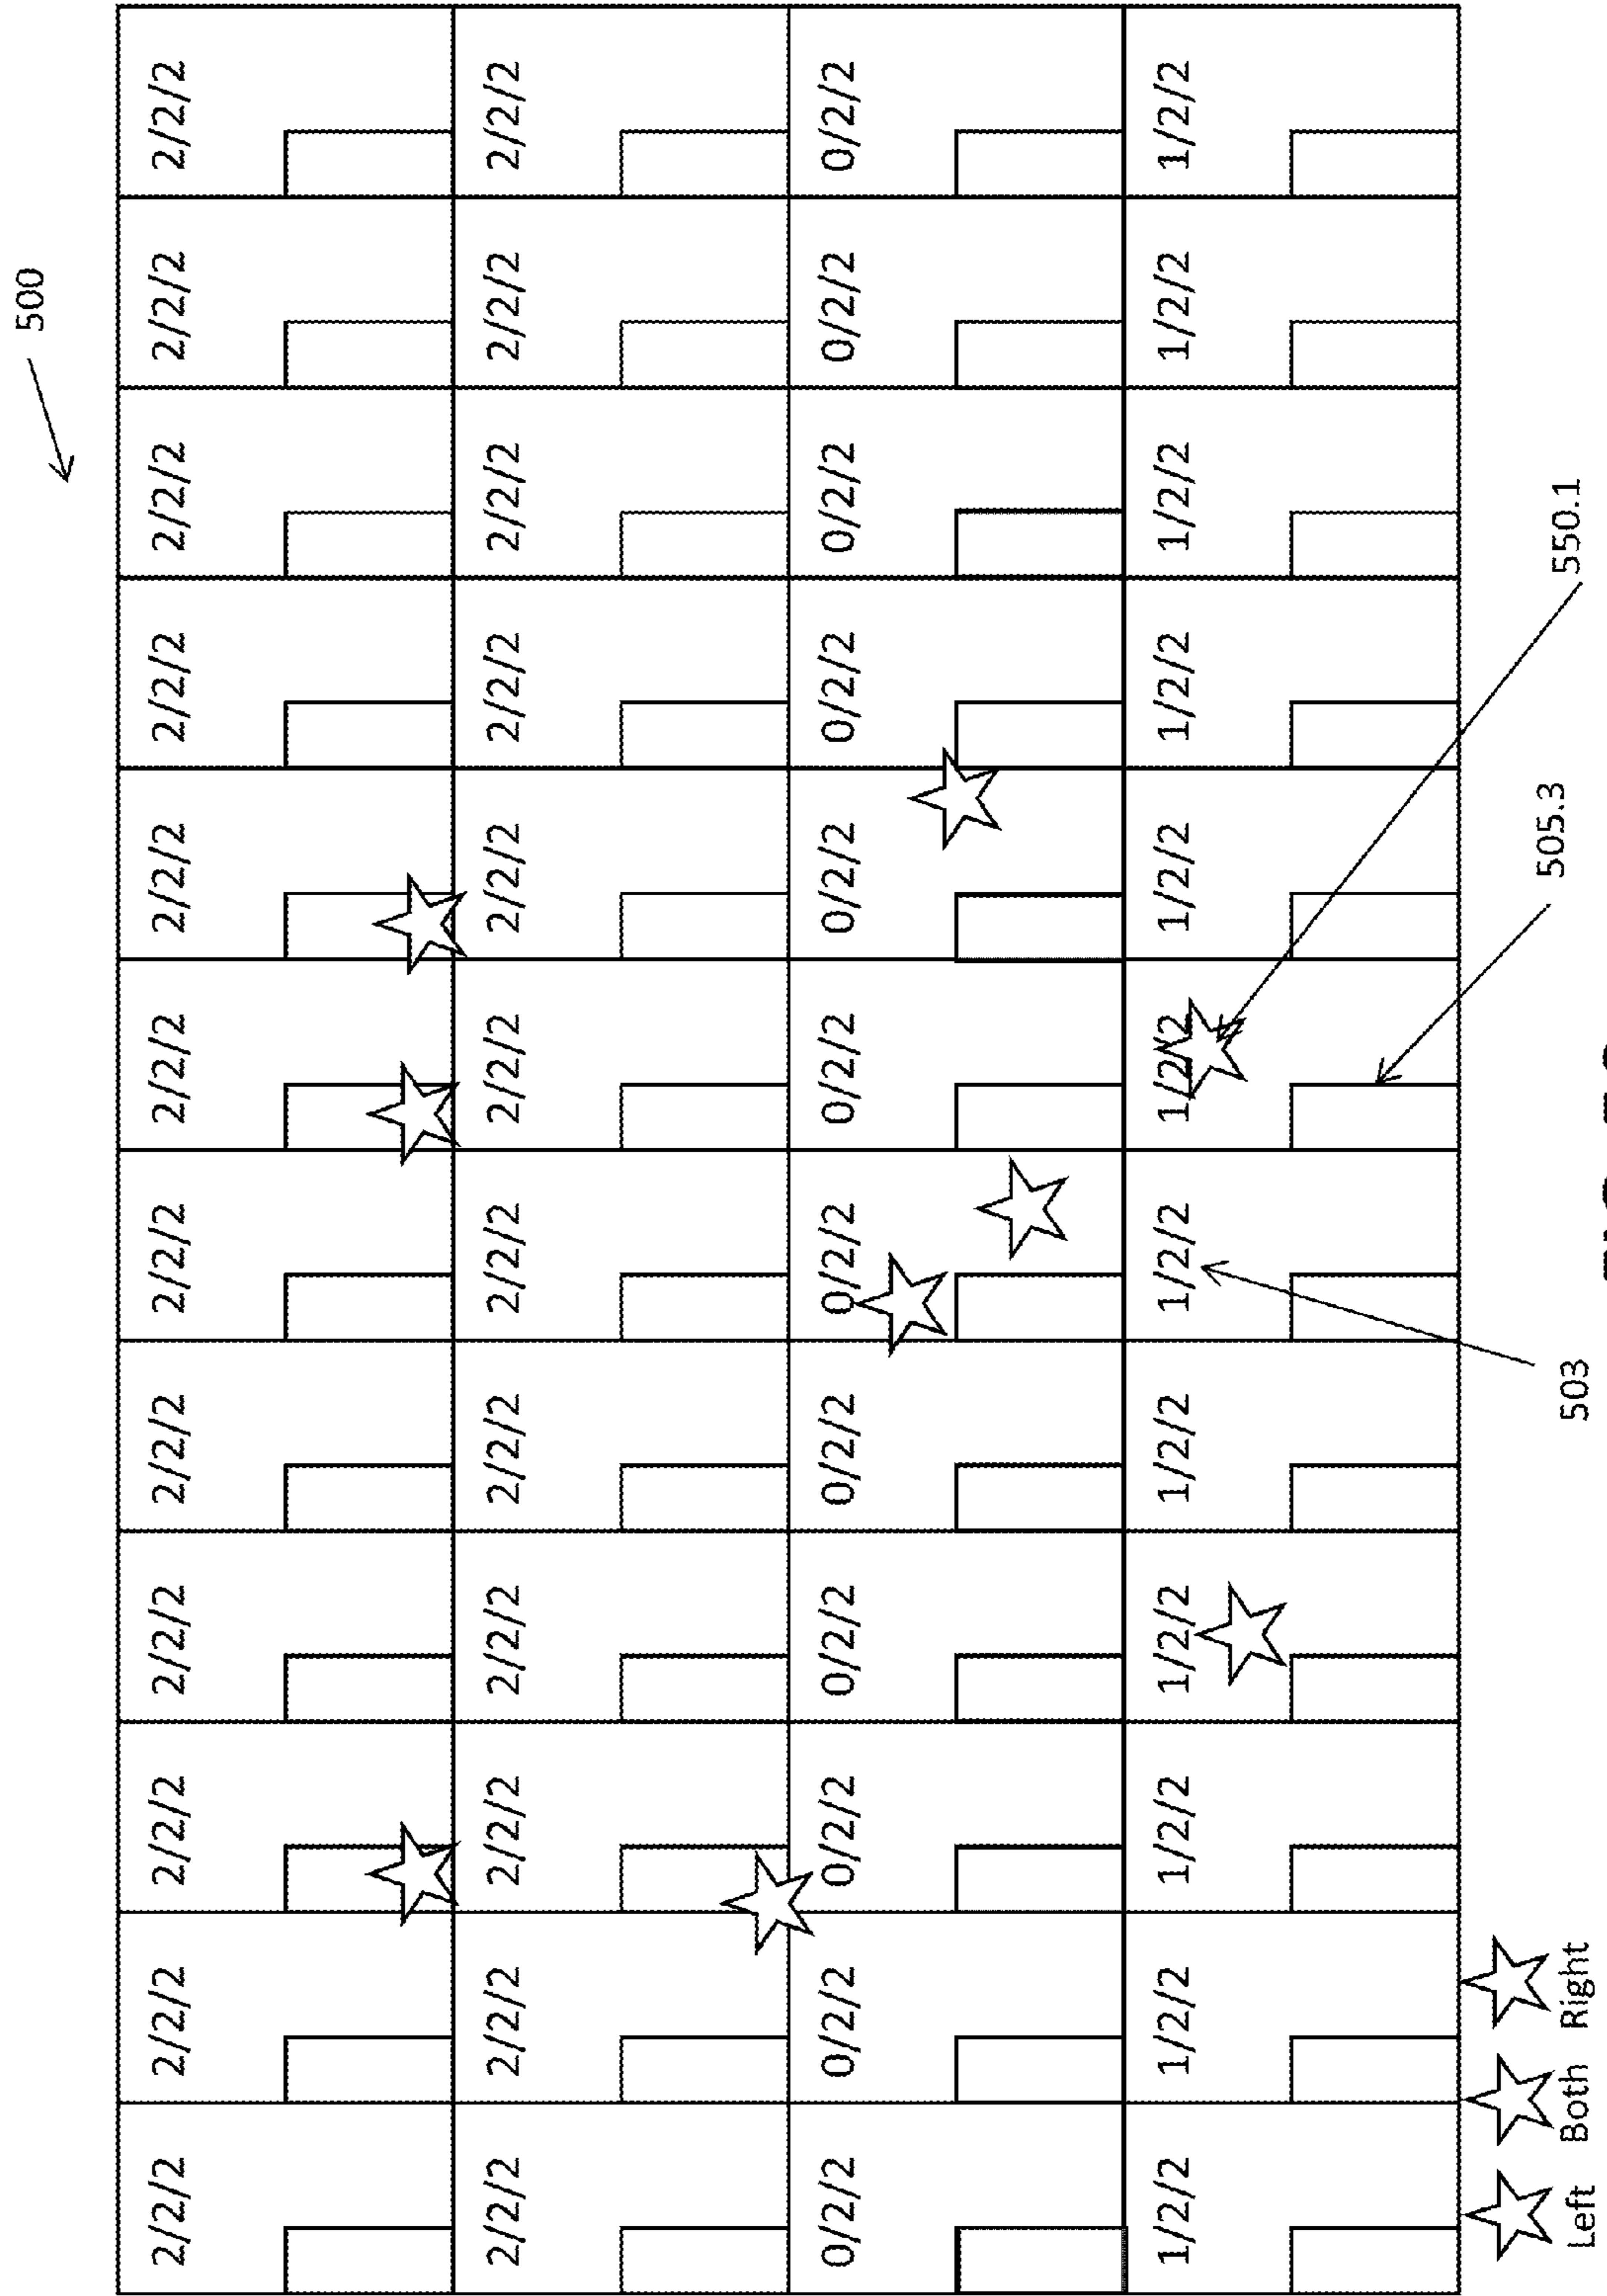 500
2/2/2 2/2/2 2/2/2 2/2/2 2/2/2 2/2/2 2/2/2 2/2/2 2/2/2 2/2/2 2/2/2 2/2/2
2/2/2 2/2/2 2/2/2 2/2/2 2/2/2 2/2/2 2/2/2 2/2/2 2/2/2 2/2/2 2/2/2 2/2/2
0/2/2 0/2/2 0/2/2 0/2/2 0/2/2 0/2/2 0/2/2 0/2/2 0/2/2 0/2/2 0/2/2 0/2/2
1/2/2 1/2/2 1/2/2 1/2/2 1/2/2 1/2/2 1/2/2 1/2/2 1/2/2 1/2/2 1/2/2 1/2/2
Left Both Right 503 505.3 550.1